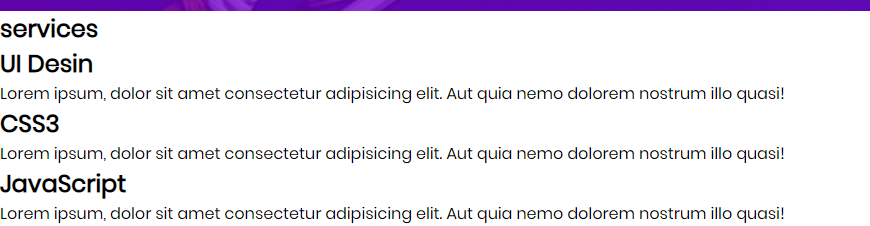 services
UI Desin
Lorem ipsum, dolor sit amet consectetur adipisicing elit. Aut quia nemo dolorem nostrum illo quasi!
CSS3
Lorem ipsum, dolor sit amet consectetur adipisicing elit. Aut quia nemo dolorem nostrum illo quasi!
JavaScript
Lorem ipsum, dolor sit amet consectetur adipisicing elit. Aut quia nemo dolorem nostrum illo quasi!